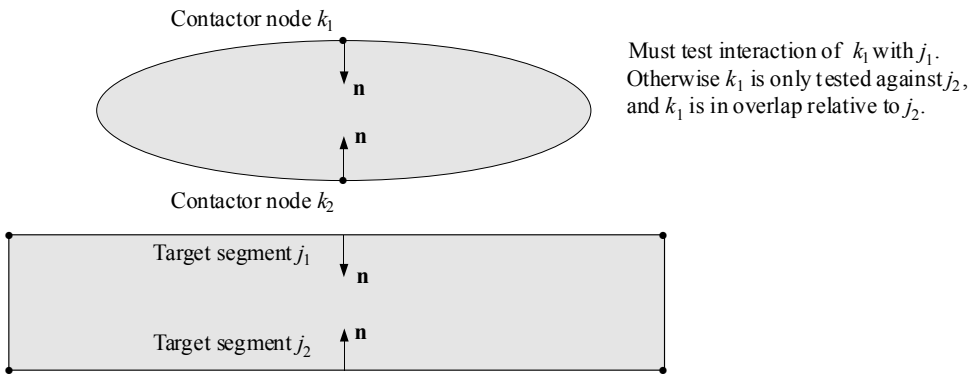 Contactor node k1
Must test interaction of k1 with j1.
Otherwise k1 is only tested against j2,
and k1 is in overlap relative to j2.
n
n
Contactor node k2
Target segment j1
n
n
Target segment j2